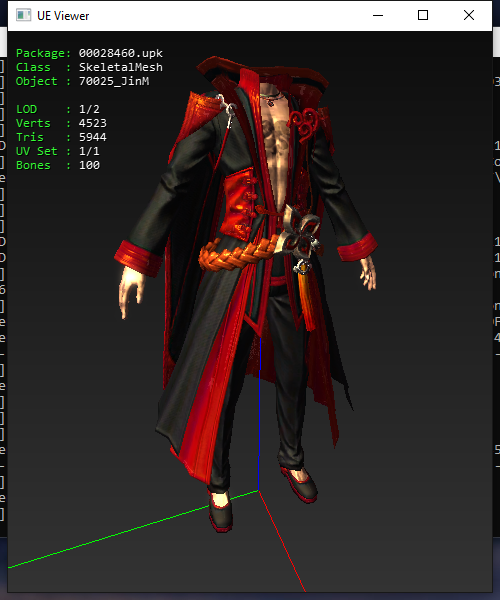 UE Viewer
Package: 00028460.upk
Class  : SkeletalMesh
Object : 70025_JinM
LOD    : 1/2
Verts  : 4523
Tris   : 5944
UV Set : 1/1
Bones  : 100